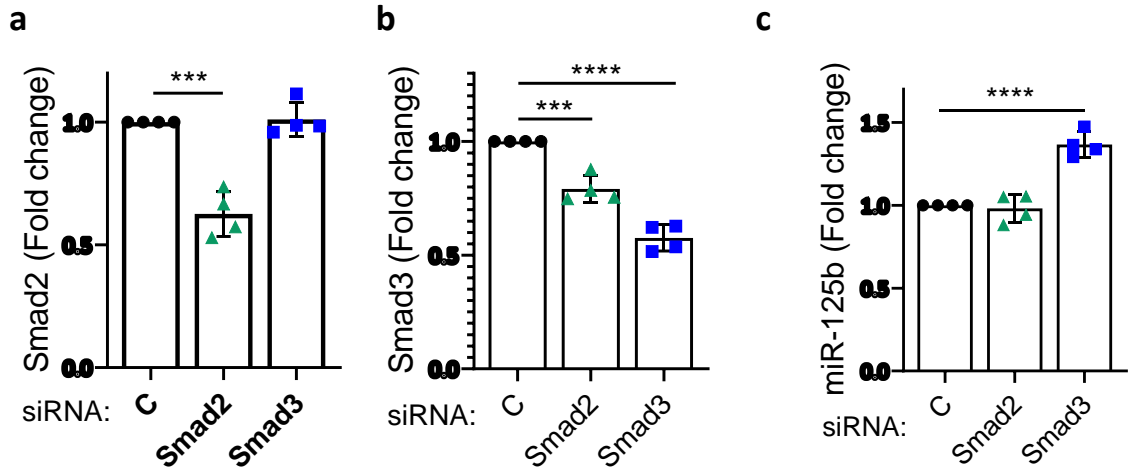 a
Smad2 (Fold change)
1.0
0.5
0.0
***
siRNA:
C
Smad2
Smad3
b
Smad3 (Fold change)
1.0
0.5
0.0
****
***
C
Smad2
Smad3
c
miR-125b (Fold change)
1.5
1.0
0.5
0.0
****
siRNA:
C
Smad2
Smad3